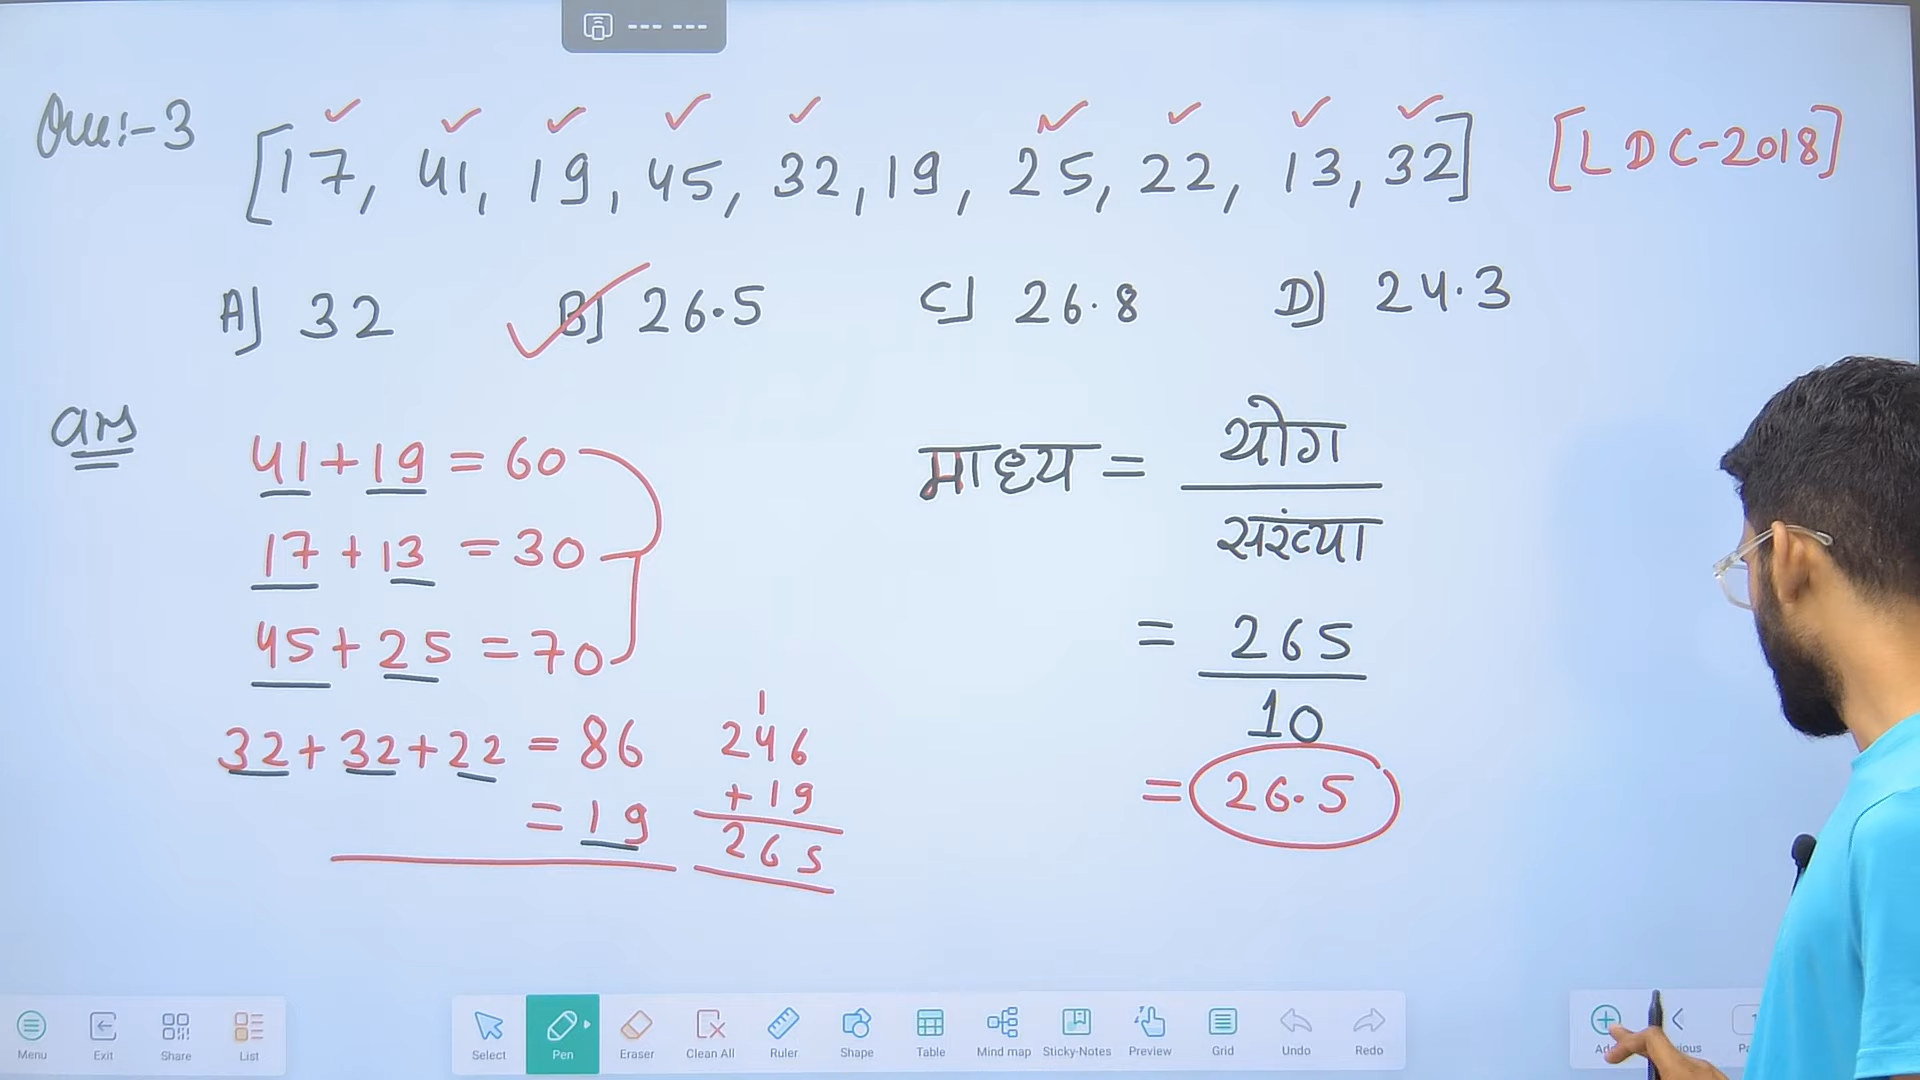 Que:-3
[17, 41, 19, 45, 32, 19, 25, 22, 13, 32] [LDC-2018]
A] 32 B] 26.5 C] 26.8 D] 24.3
ans
41+19 = 60
17 + 13 = 30
45+25 = 70
32+32+22 = 86
= 19
1
246
+19
265
माध्य = योग
संख्या
= 265
10
= 26.5
Menu Exit Share List
Select Pen Eraser Clean All Ruler Shape Table Mind map Sticky-Notes Preview Grid Undo Redo